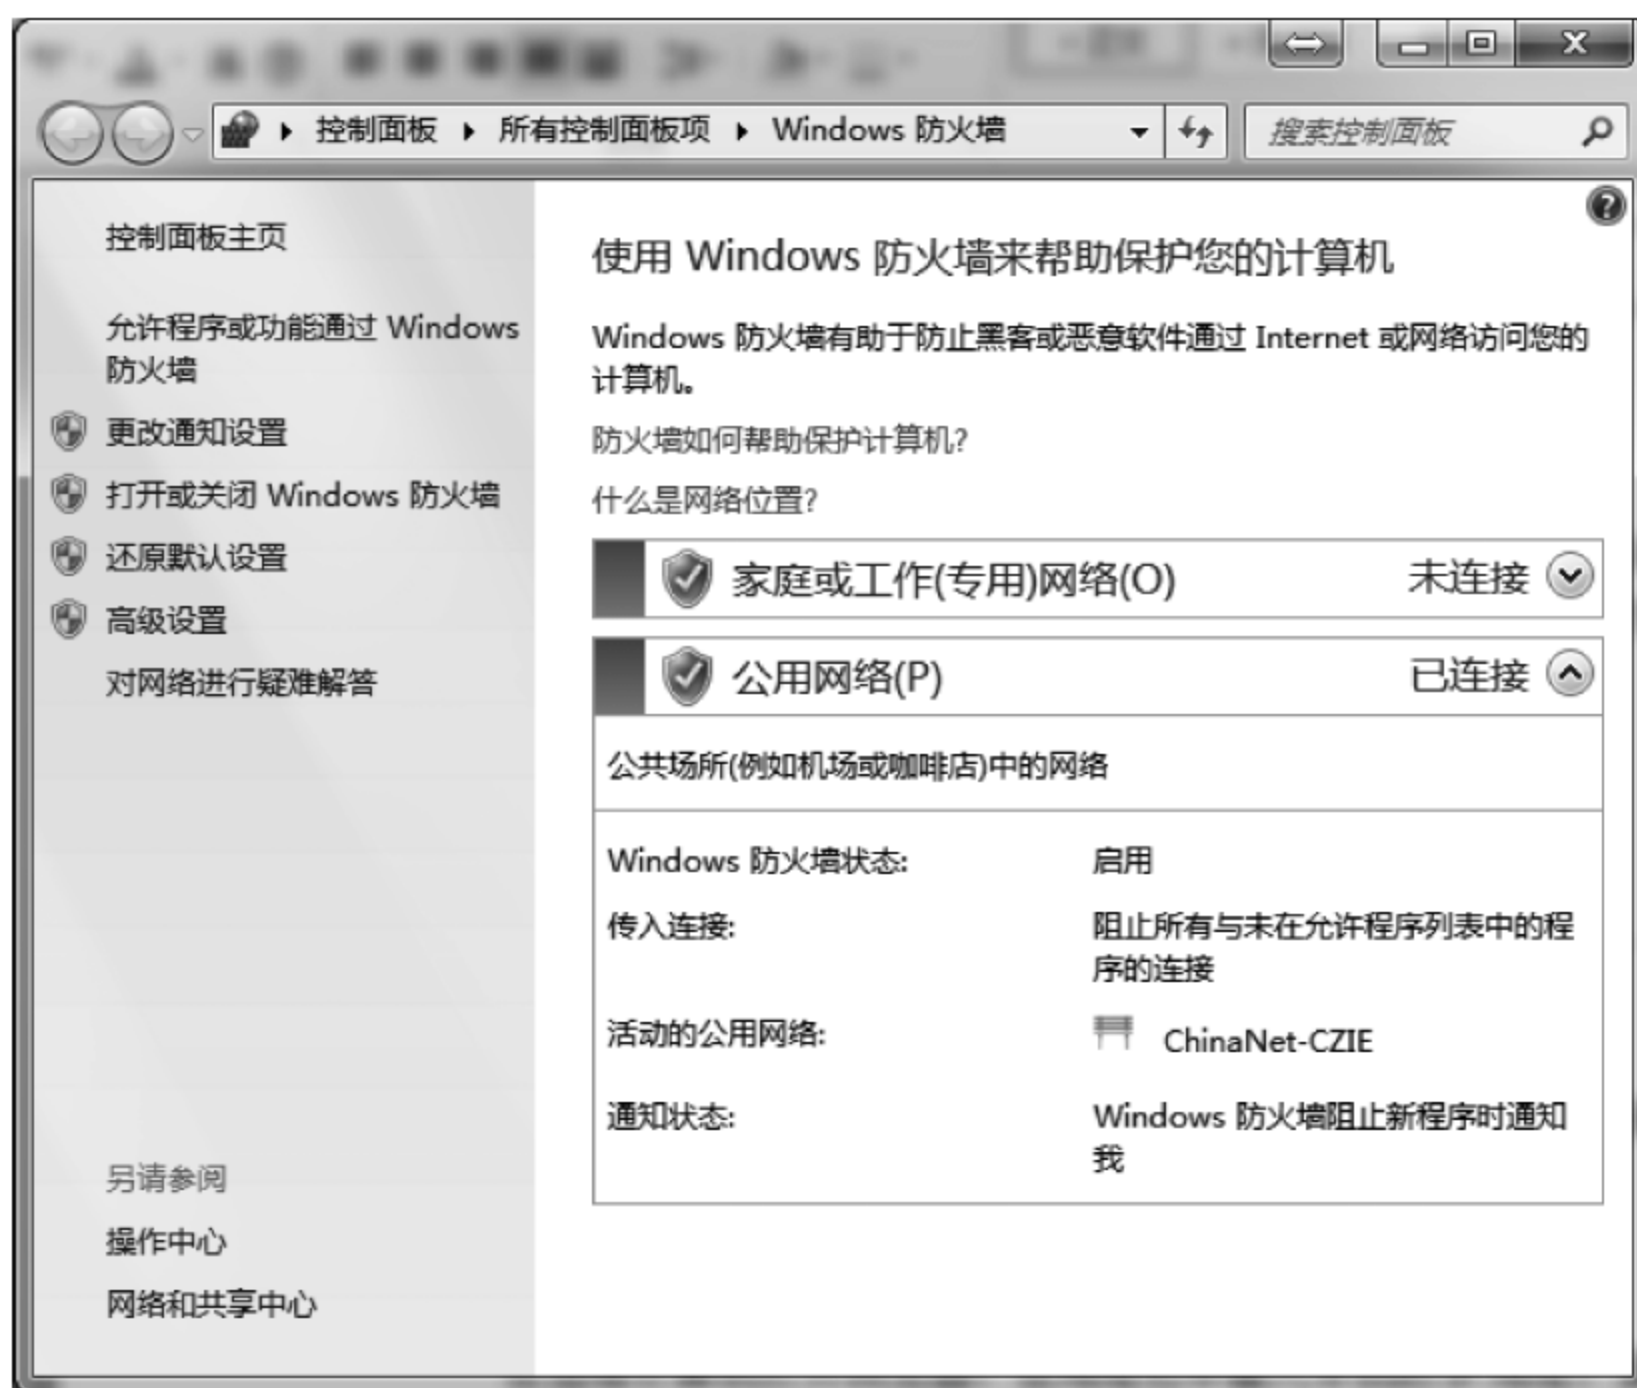 控制面板 ▸ 所有控制面板项 ▸ Windows 防火墙
搜索控制面板
控制面板主页
允许程序或功能通过 Windows
防火墙
更改通知设置
打开或关闭 Windows 防火墙
还原默认设置
高级设置
对网络进行疑难解答
另请参阅
操作中心
网络和共享中心
使用 Windows 防火墙来帮助保护您的计算机
Windows 防火墙有助于防止黑客或恶意软件通过 Internet 或网络访问您的
计算机。
防火墙如何帮助保护计算机?
什么是网络位置?
家庭或工作(专用)网络(O) 未连接
公用网络(P) 已连接
公共场所(例如机场或咖啡店)中的网络
Windows 防火墙状态: 启用
传入连接: 阻止所有与未在允许程序列表中的程
序的连接
活动的公用网络: ChinaNet-CZIE
通知状态: Windows 防火墙阻止新程序时通知
我